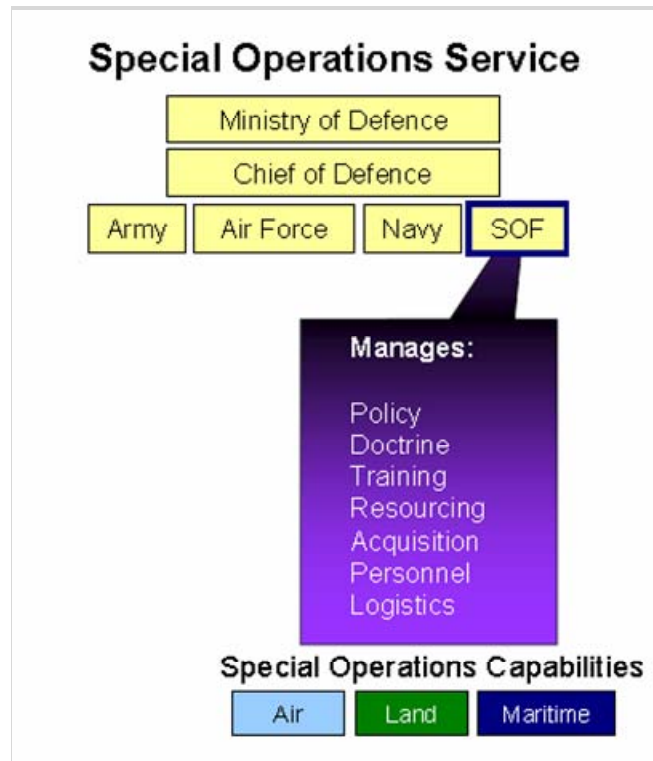 Special Operations Service
Ministry of Defence
Chief of Defence
Army Air Force Navy SOF
Manages:
Policy
Doctrine
Training
Resourcing
Acquisition
Personnel
Logistics
Special Operations Capabilities
Air Land Maritime